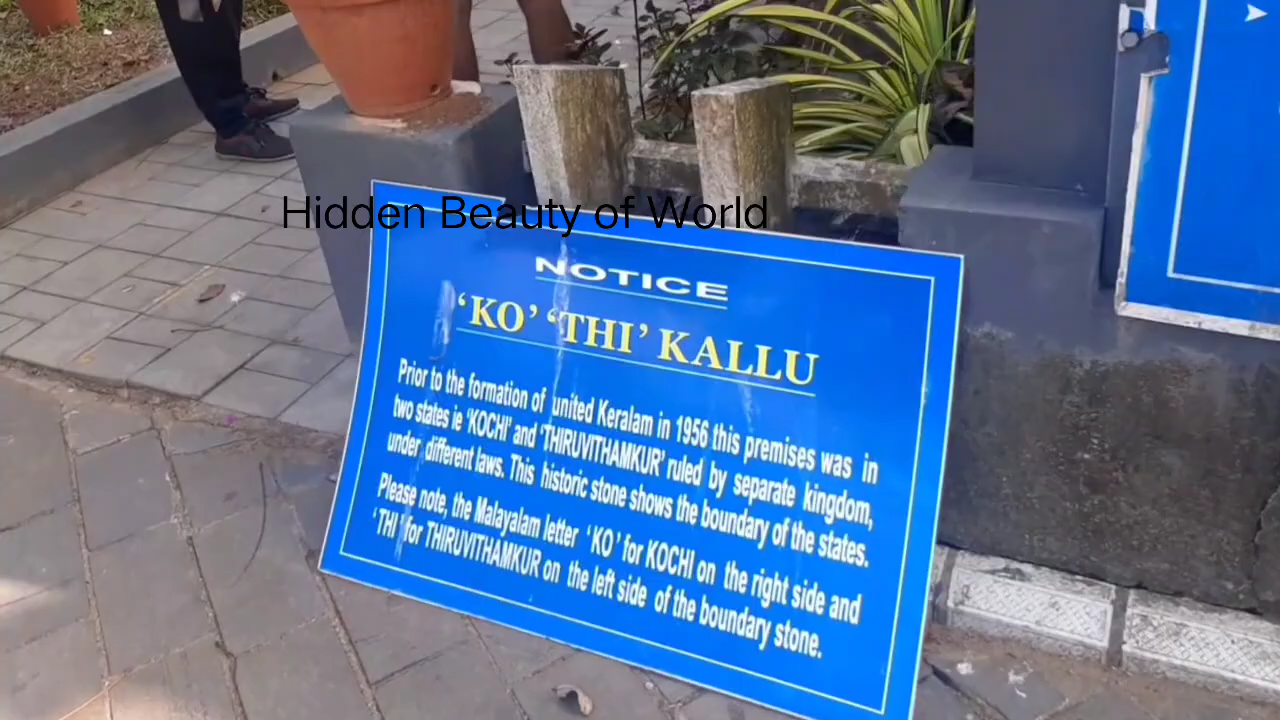 Hidden Beauty of World
NOTICE
‘KO’ ‘THI’ KALLU
Prior to the formation of united Keralam in 1956 this premises was in
two states ie ‘KOCHI’ and ‘THIRUVITHAMKUR’ ruled by separate kingdom,
under different laws. This historic stone shows the boundary of the states.
Please note, the Malayalam letter ‘KO’ for KOCHI on the right side and
‘THI’ for THIRUVITHAMKUR on the left side of the boundary stone.